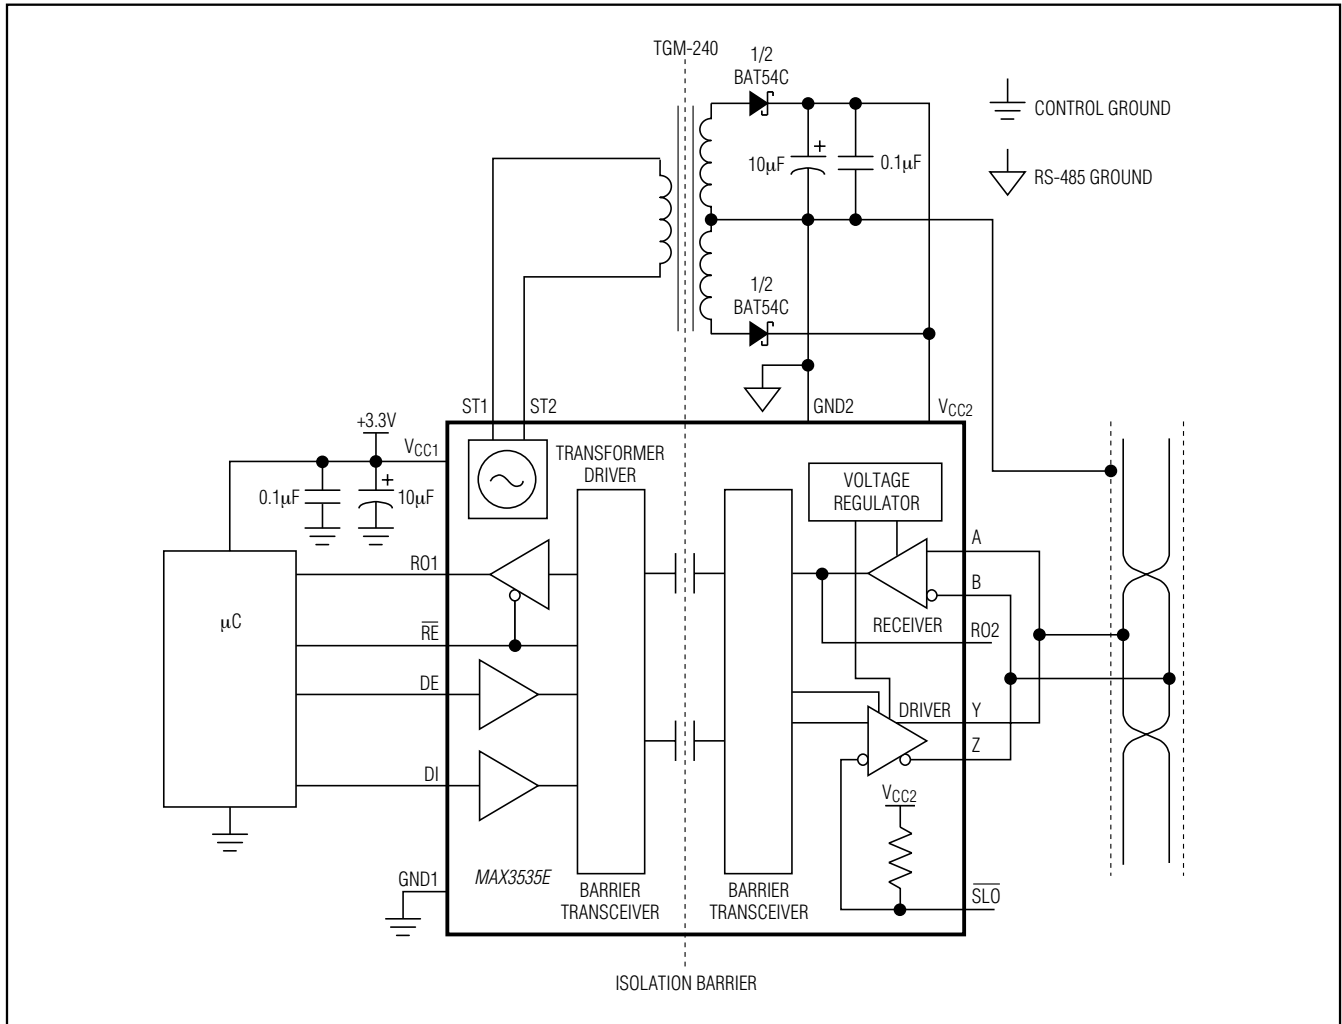 TGM-240
1/2
BAT54C
CONTROL GROUND
10µF
+
0.1µF
RS-485 GROUND
1/2
BAT54C
ST1
ST2
GND2
VCC2
+3.3V
VCC1
0.1µF
+
10µF
TRANSFORMER
DRIVER
VOLTAGE
REGULATOR
A
RO1
B
µC
RE
RECEIVER
RO2
DE
DRIVER
Y
Z
DI
VCC2
GND1
MAX3535E
BARRIER
TRANSCEIVER
BARRIER
TRANSCEIVER
SLO
ISOLATION BARRIER